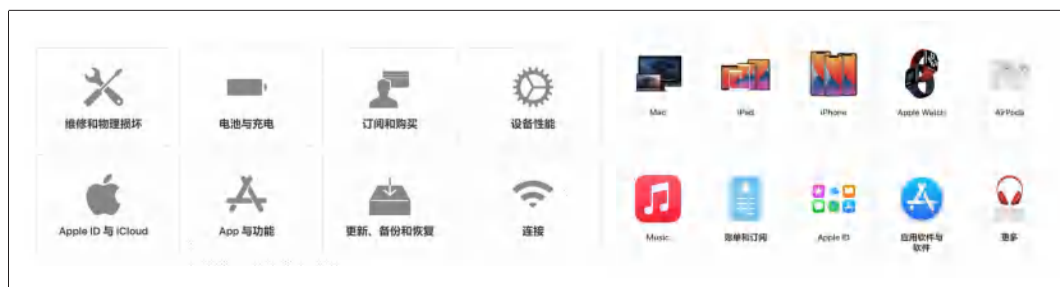 维修和物理损坏
电池与充电
订阅和购买
设备性能
Apple ID 与 iCloud
App 与功能
更新、备份和恢复
连接
Mac
iPad
iPhone
Apple Watch
AirPods
Music
账单和订阅
Apple ID
应用软件与
软件
更多